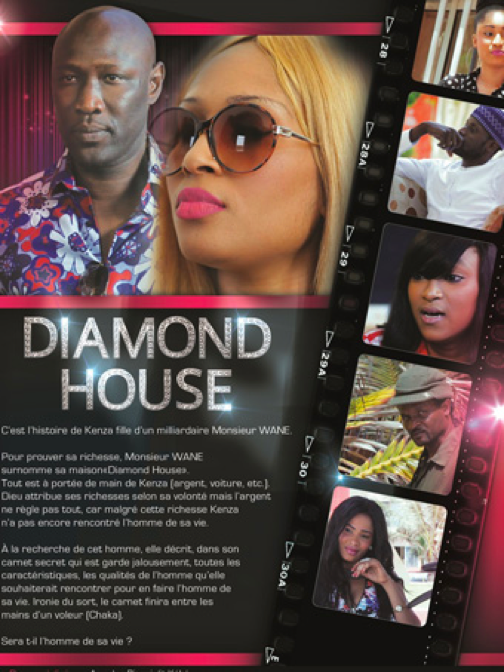 28
28A
29
29A
30
30A
DIAMOND
HOUSE
C'est l'histoire de Kenza fille d'un milliardaire Monsieur WANE.
Pour prouver sa richesse, Monsieur WANE
surnomme sa maison«Diamond House».
Tout est à portée de main de Kenza (argent, voiture, etc.).
Dieu attribue ses richesses selon sa volonté mais l'argent
ne règle pas tout, car malgré cette richesse Kenza
n'a pas encore rencontré l'homme de sa vie.
À la recherche de cet homme, elle décrit, dans son
carnet secret qui est garde jalousement, toutes les
caractéristiques, les qualités de l'homme qu'elle
souhaiterait rencontrer pour en faire l'homme de
sa vie. Ironie du sort, le carnet finira entre les
mains d'un voleur (Chaka).
Sera t-il l'homme de sa vie ?